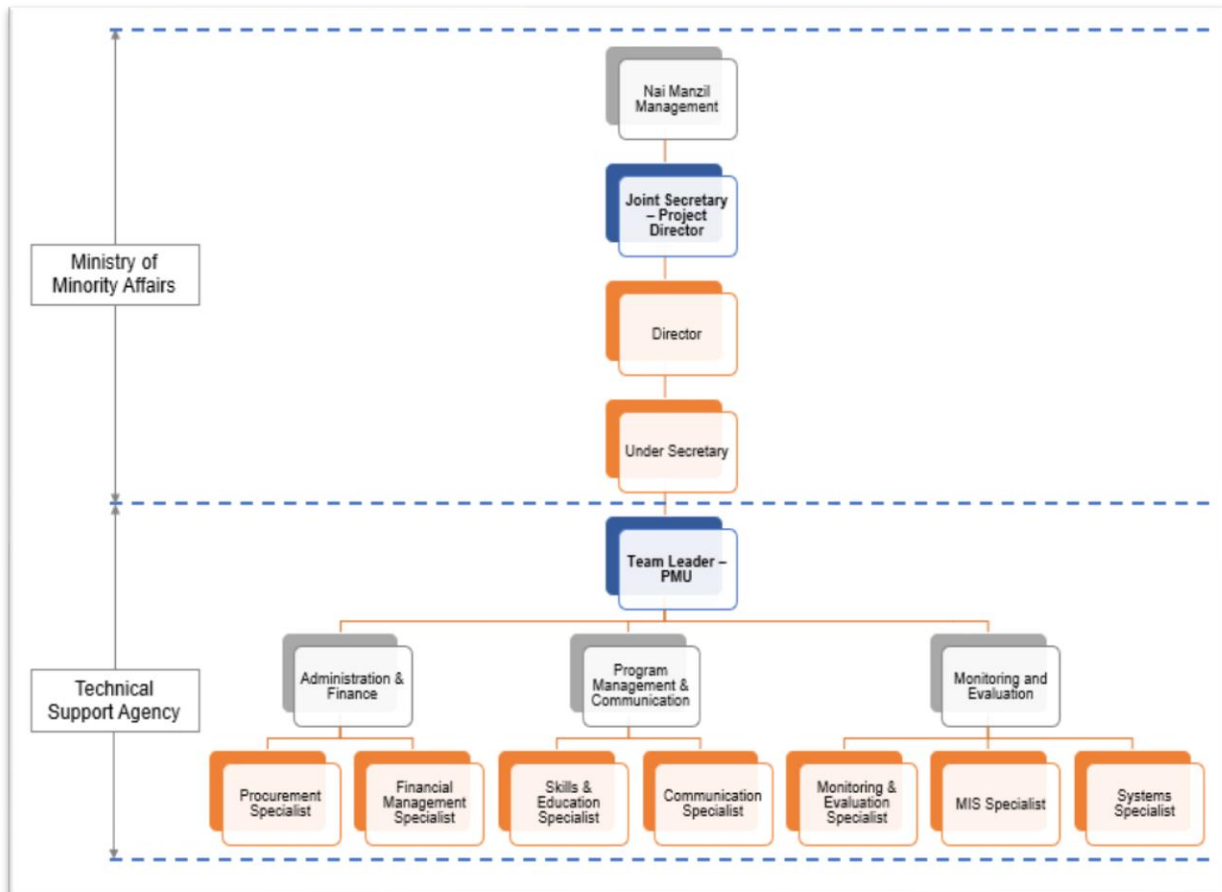 Nai Manzil
Management
Joint Secretary
– Project
Director
Ministry of
Minority Affairs
Director
Under Secretary
Team Leader –
PMU
Technical
Support Agency
Administration &
Finance
Program
Management &
Communication
Monitoring and
Evaluation
Procurement
Specialist
Financial
Management
Specialist
Skills &
Education
Specialist
Communication
Specialist
Monitoring &
Evaluation
Specialist
MIS Specialist
Systems
Specialist